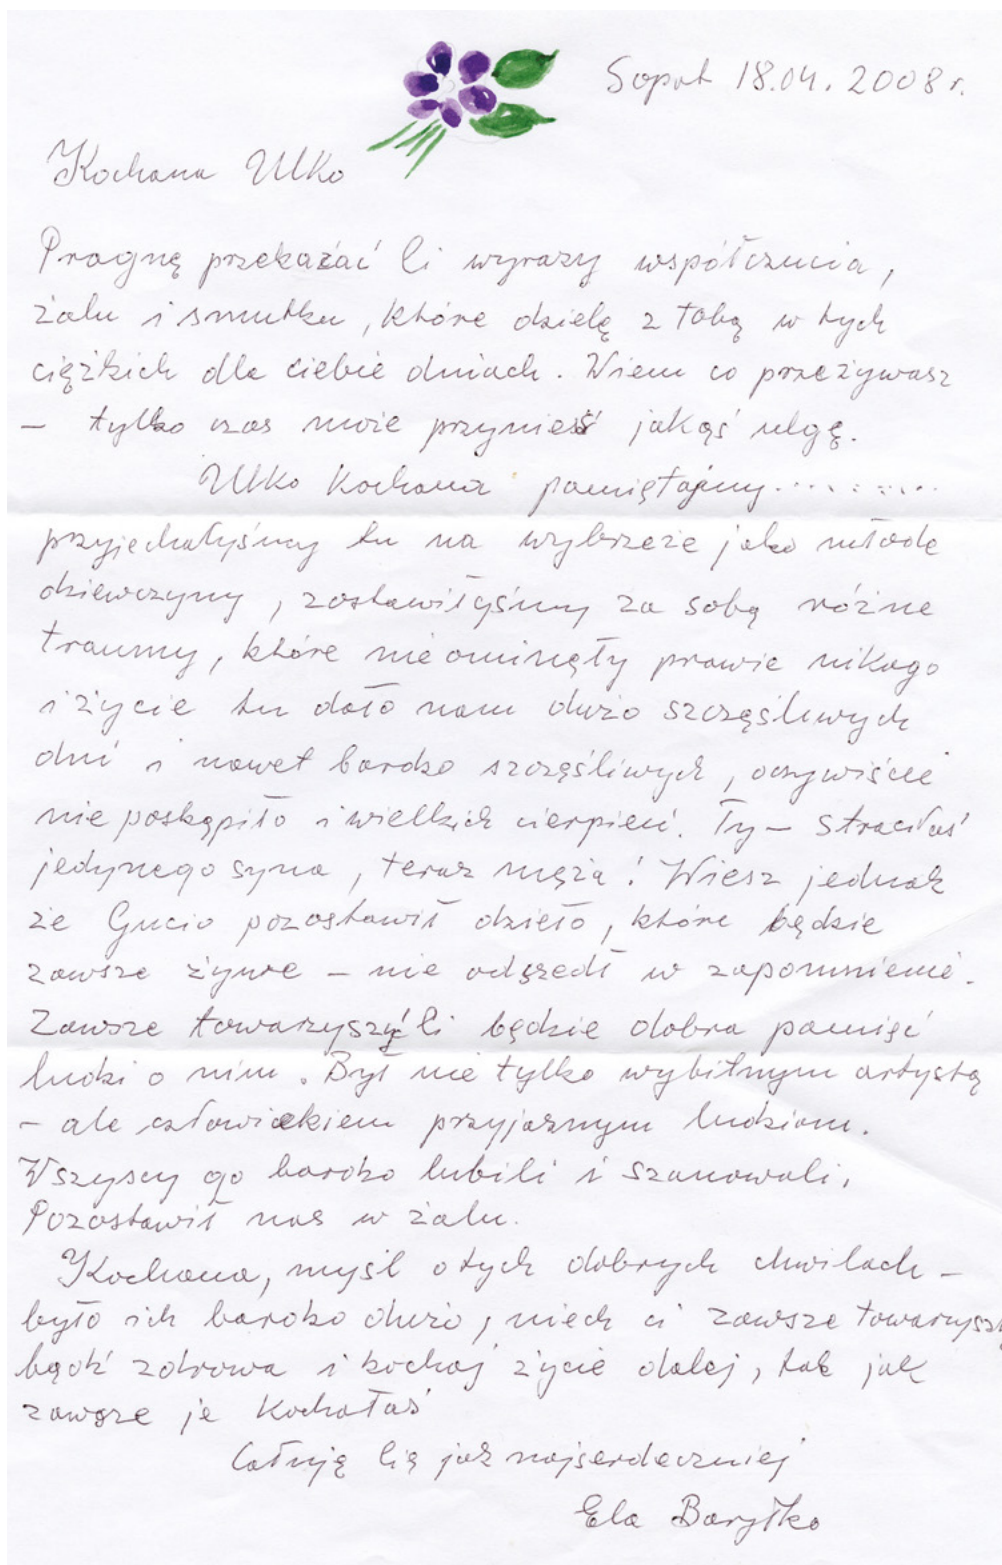 Sopot 18.04.2008 r.
Kochana Ulko
Pragnę przekazać Ci wyrazy współczucia,
żalu i smutku, które dzielę z Tobą w tych
ciężkich dla ciebie dniach. Wiem co przeżywasz
– tylko czas może przynieść jakąś ulgę.
Ulko Kochana pamiętajmy..........
przyjechałyśmy tu na wybrzeże jako młode
dziewczyny, zostawiłyśmy za sobą różne
traumy, które nie ominęły prawie nikogo
i życie tu dało nam dużo szczęśliwych
dni i nawet bardzo szczęśliwych, oczywiście
nie poskąpiło i wielkich cierpień. Ty – straciłaś
jedynego syna, teraz męża! Wiesz jednak
że Gucio pozostawił dzieło, które będzie
zawsze żywe – nie odszedł w zapomnienie.
Zawsze towarzyszyć Ci będzie dobra pamięć
ludzi o nim. Był nie tylko wybitnym artystą
– ale człowiekiem przyjaznym ludziom.
Wszyscy go bardzo lubili i szanowali.
Pozostawił nas w żalu.
Kochana, myśl o tych dobrych chwilach –
było ich bardzo dużo, niech ci zawsze towarzyszą
bądź zdrowa i kochaj życie dalej, tak jak
zawsze je Kochałaś
Całuję Cię jak najserdeczniej
Ela Baryłko